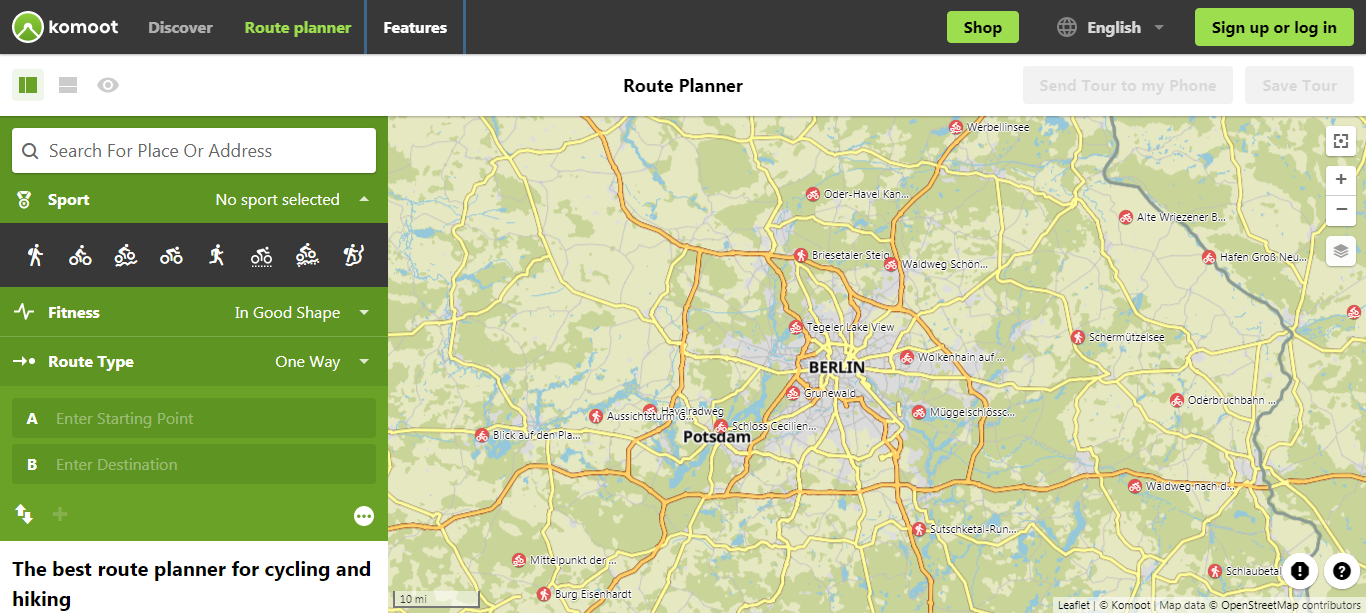 komoot
Discover
Route planner
Features
Shop
English
Sign up or log in
Route Planner
Send Tour to my Phone
Save Tour
Search For Place Or Address
Sport
No sport selected
Fitness
In Good Shape
Route Type
One Way
A
Enter Starting Point
B
Enter Destination
The best route planner for cycling and
hiking
Werbellinsee
Oder-Havel Kan...
Alte Wriezener B...
Briesetaler Steig
Waldweg Schön...
Hafen Groß Neu...
Tegeler Lake View
Schermützelsee
Wolkenhain auf ...
BERLIN
Grunewald...
Oderbruchbahn ...
Havelradweg
Aussichtsturm G...
Müggelschlössc...
Schloss Cecilien...
Blick auf den Pla...
Potsdam
Waldweg nach d...
Sutschketal-Run...
Mittelpunkt der ...
Schlaubetal
Burg Eisenhardt
+
−
10 mi
Leaflet | © Komoot | Map data © OpenStreetMap contributors